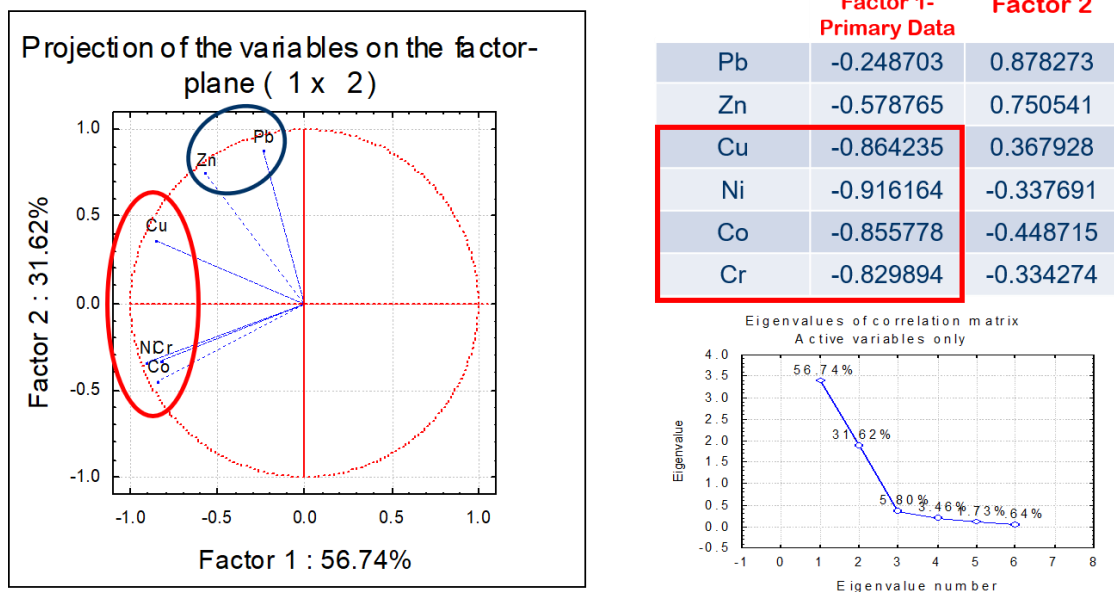 Projection of the variables on the factor-
plane ( 1 x 2)
1.0
0.5
0.0
-0.5
-1.0
Factor 2 : 31.62%
Pb
Zn
Cu
Ni
Cr
Co
-1.0 -0.5 0.0 0.5 1.0
Factor 1 : 56.74%
Factor 1- Factor 2
Primary Data
Pb -0.248703 0.878273
Zn -0.578765 0.750541
Cu -0.864235 0.367928
Ni -0.916164 -0.337691
Co -0.855778 -0.448715
Cr -0.829894 -0.334274
Eigenvalues of correlation matrix
Active variables only
4.0
3.5
3.0
2.5
2.0
1.5
1.0
0.5
0.0
-0.5
Eigenvalue
56.74%
31.62%
5.80%
3.46%
1.73%
.64%
-1 0 1 2 3 4 5 6 7 8
Eigenvalue number